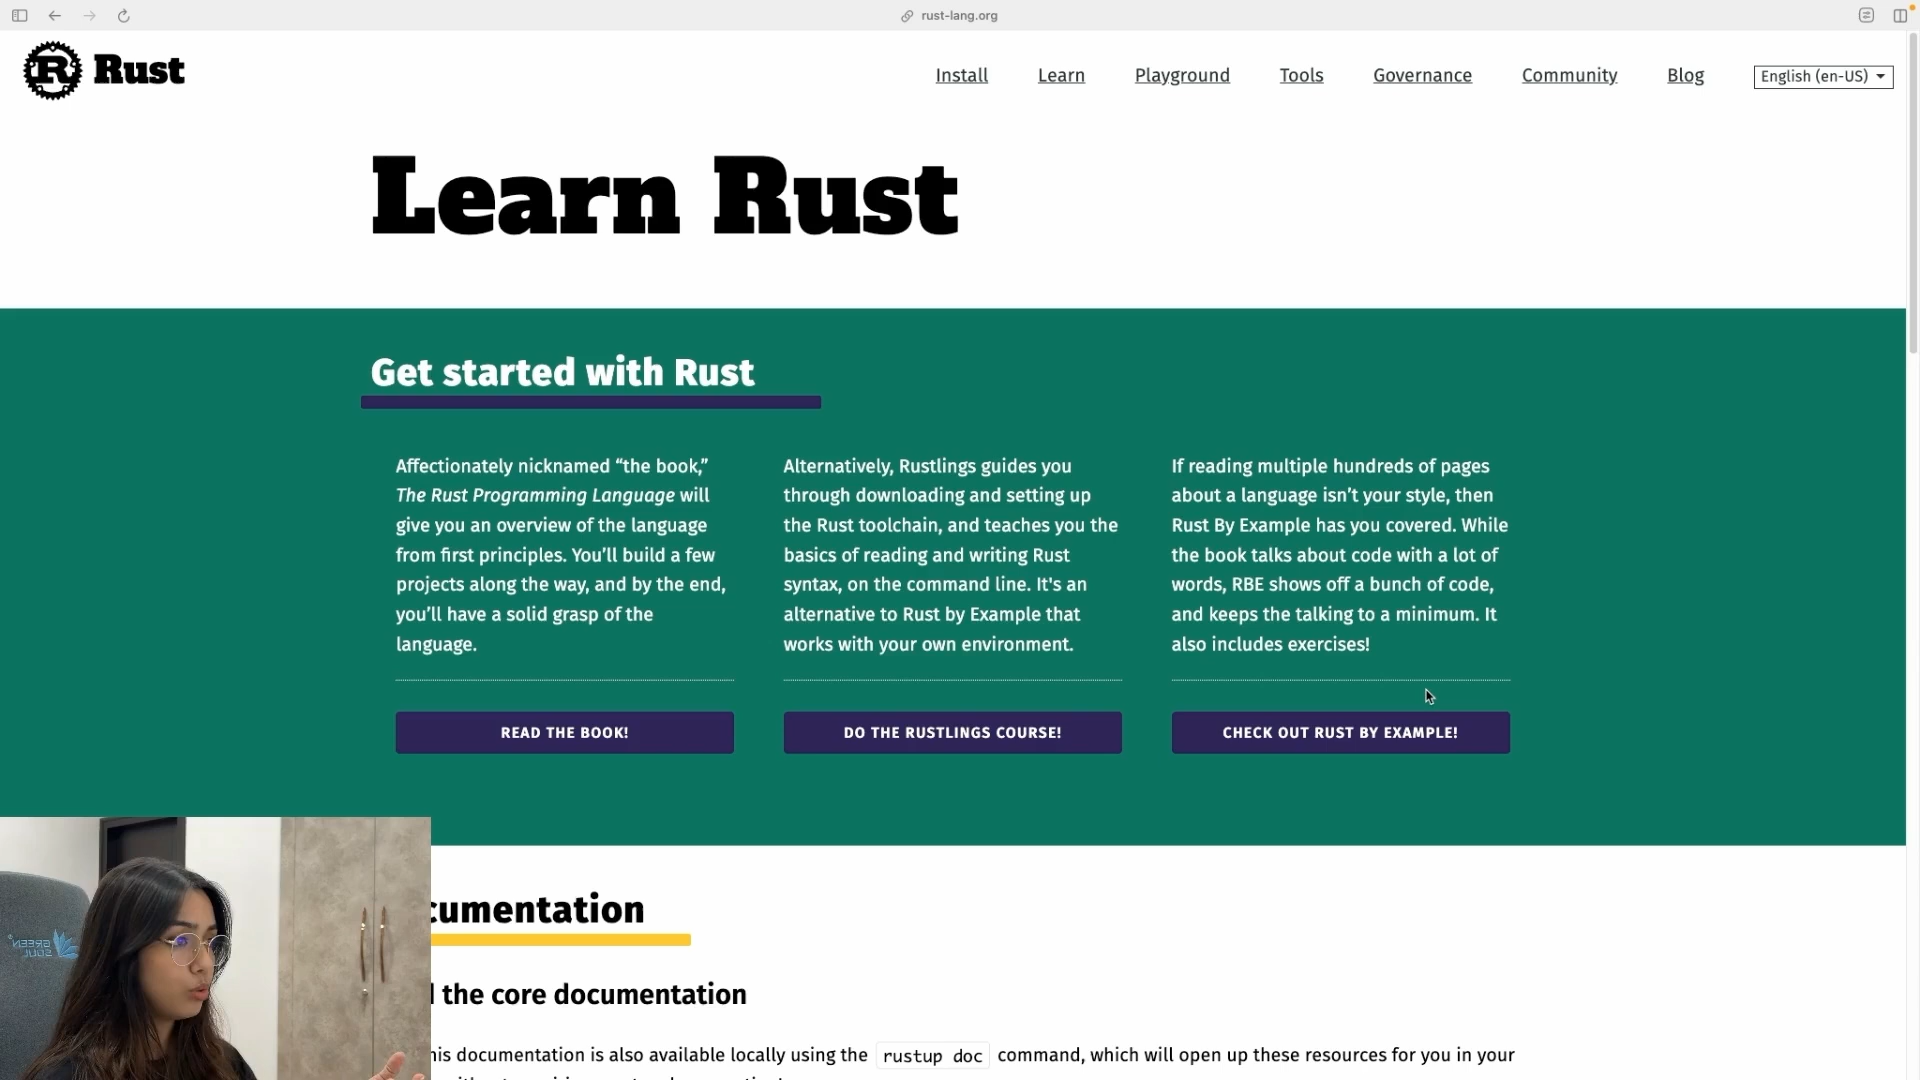 rust-lang.org
Rust
Install Learn Playground Tools Governance Community Blog English (en-US)
Learn Rust
Get started with Rust
Affectionately nicknamed “the book,”
The Rust Programming Language will
give you an overview of the language
from first principles. You’ll build a few
projects along the way, and by the end,
you’ll have a solid grasp of the
language.
READ THE BOOK!
Alternatively, Rustlings guides you
through downloading and setting up
the Rust toolchain, and teaches you the
basics of reading and writing Rust
syntax, on the command line. It's an
alternative to Rust by Example that
works with your own environment.
DO THE RUSTLINGS COURSE!
If reading multiple hundreds of pages
about a language isn’t your style, then
Rust By Example has you covered. While
the book talks about code with a lot of
words, RBE shows off a bunch of code,
and keeps the talking to a minimum. It
also includes exercises!
CHECK OUT RUST BY EXAMPLE!
cumentation
the core documentation
his documentation is also available locally using the rustup doc command, which will open up these resources for you in your
GREEN SOUL